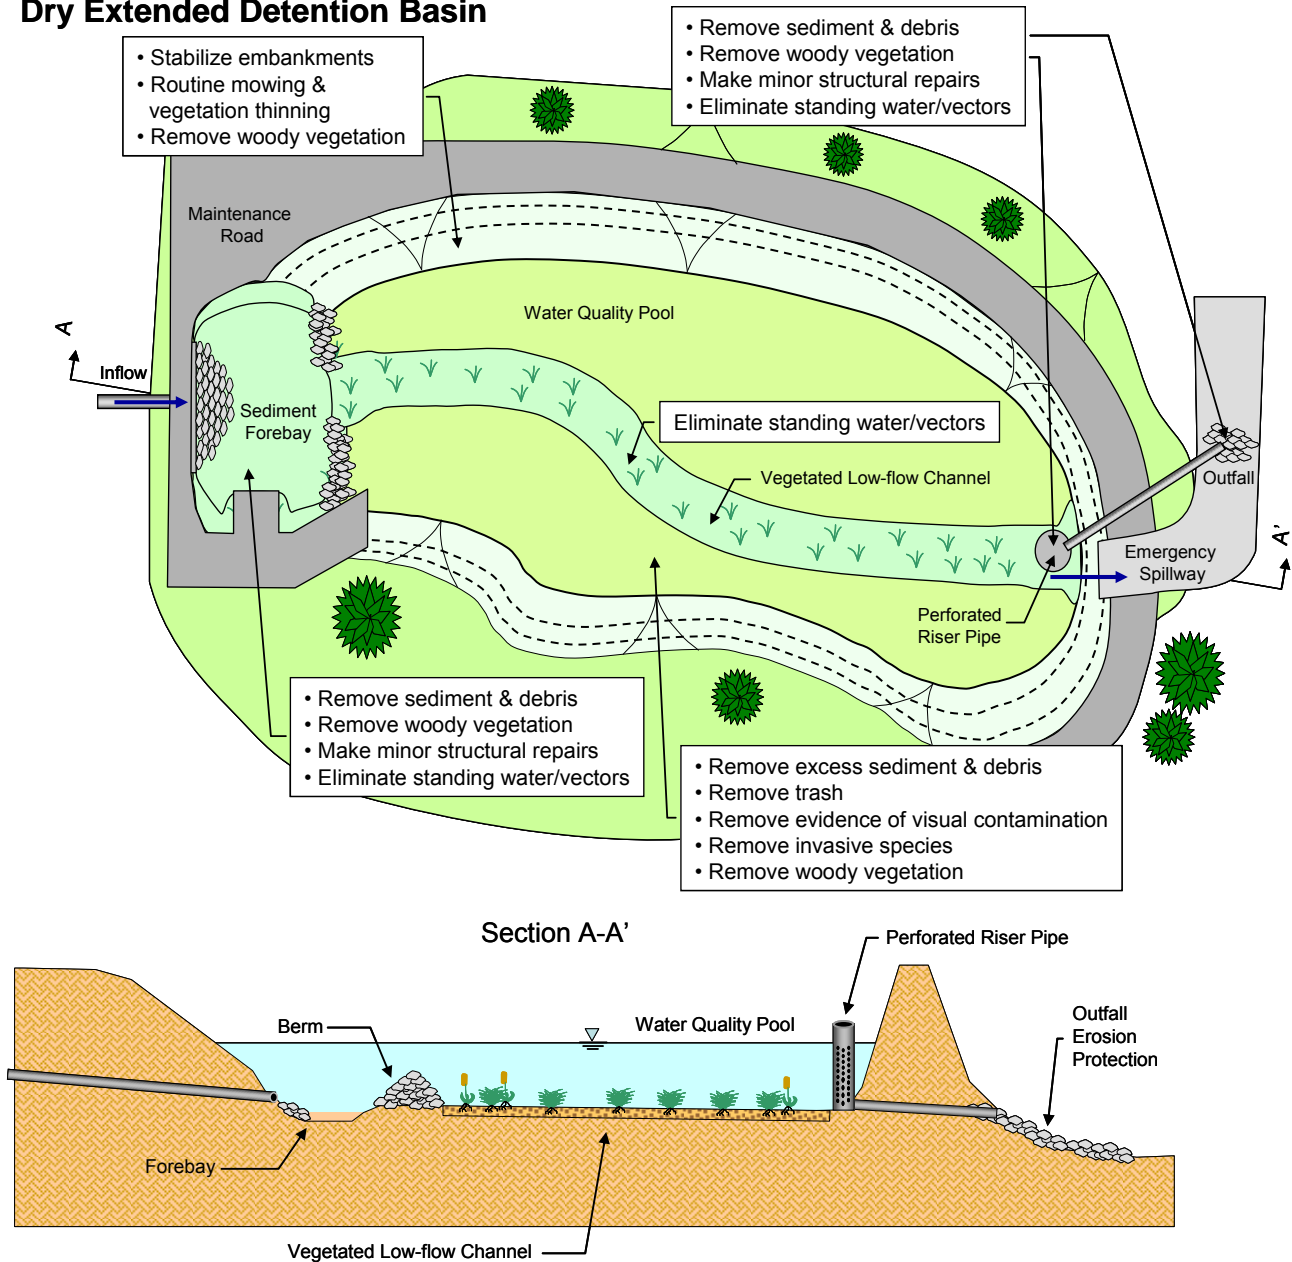 Dry Extended Detention Basin
• Stabilize embankments
• Routine mowing &
vegetation thinning
• Remove woody vegetation
• Remove sediment & debris
• Remove woody vegetation
• Make minor structural repairs
• Eliminate standing water/vectors
Maintenance
Road
Water Quality Pool
A
Inflow
Sediment
Forebay
Eliminate standing water/vectors
Vegetated Low-flow Channel
Outfall
Emergency
Spillway
A'
Perforated
Riser Pipe
• Remove sediment & debris
• Remove woody vegetation
• Make minor structural repairs
• Eliminate standing water/vectors
• Remove excess sediment & debris
• Remove trash
• Remove evidence of visual contamination
• Remove invasive species
• Remove woody vegetation
Section A-A'
Perforated Riser Pipe
Berm
Water Quality Pool
Outfall
Erosion
Protection
Forebay
Vegetated Low-flow Channel